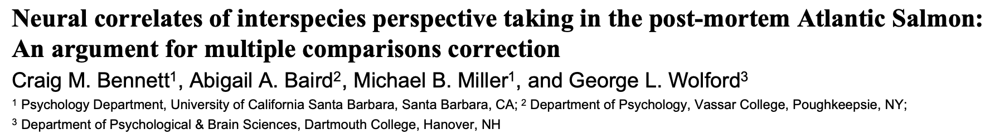 Neural correlates of interspecies perspective taking in the post-mortem Atlantic Salmon:
An argument for multiple comparisons correction
Craig M. Bennett¹, Abigail A. Baird², Michael B. Miller¹, and George L. Wolford³
¹ Psychology Department, University of California Santa Barbara, Santa Barbara, CA; ² Department of Psychology, Vassar College, Poughkeepsie, NY;
³ Department of Psychological & Brain Sciences, Dartmouth College, Hanover, NH